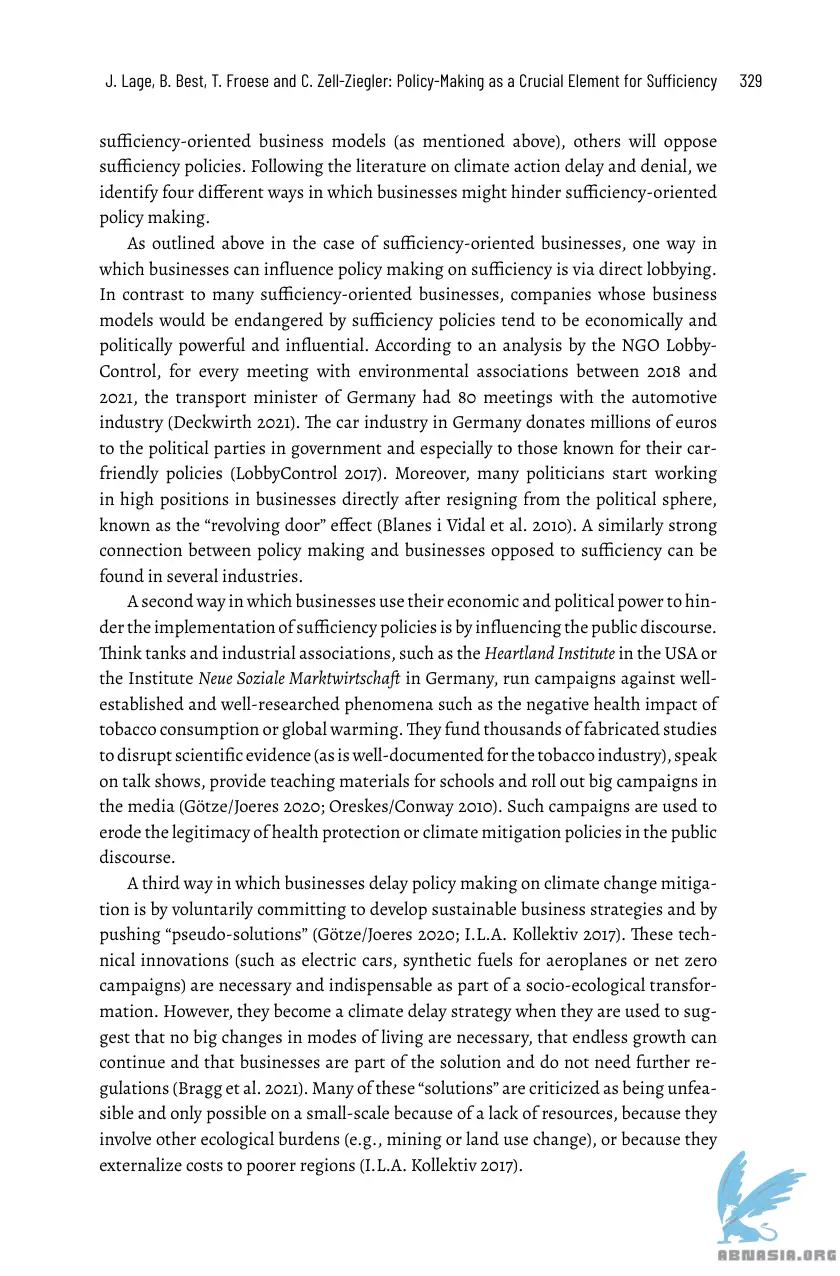 J. Lage, B. Best, T. Froese and C. Zell-Ziegler: Policy-Making as a Crucial Element for Sufficiency 329
sufficiency-oriented business models (as mentioned above), others will oppose
sufficiency policies. Following the literature on climate action delay and denial, we
identify four different ways in which businesses might hinder sufficiency-oriented
policy making.
As outlined above in the case of sufficiency-oriented businesses, one way in
which businesses can influence policy making on sufficiency is via direct lobbying.
In contrast to many sufficiency-oriented businesses, companies whose business
models would be endangered by sufficiency policies tend to be economically and
politically powerful and influential. According to an analysis by the NGO Lobby-
Control, for every meeting with environmental associations between 2018 and
2021, the transport minister of Germany had 80 meetings with the automotive
industry (Deckwirth 2021). The car industry in Germany donates millions of euros
to the political parties in government and especially to those known for their car-
friendly policies (LobbyControl 2017). Moreover, many politicians start working
in high positions in businesses directly after resigning from the political sphere,
known as the “revolving door” effect (Blanes i Vidal et al. 2010). A similarly strong
connection between policy making and businesses opposed to sufficiency can be
found in several industries.
A second way in which businesses use their economic and political power to hin-
der the implementation of sufficiency policies is by influencing the public discourse.
Think tanks and industrial associations, such as the Heartland Institute in the USA or
the Institute Neue Soziale Marktwirtschaft in Germany, run campaigns against well-
established and well-researched phenomena such as the negative health impact of
tobacco consumption or global warming. They fund thousands of fabricated studies
to disrupt scientific evidence (as is well-documented for the tobacco industry), speak
on talk shows, provide teaching materials for schools and roll out big campaigns in
the media (Götze/Joeres 2020; Oreskes/Conway 2010). Such campaigns are used to
erode the legitimacy of health protection or climate mitigation policies in the public
discourse.
A third way in which businesses delay policy making on climate change mitiga-
tion is by voluntarily committing to develop sustainable business strategies and by
pushing “pseudo-solutions” (Götze/Joeres 2020; I.L.A. Kollektiv 2017). These tech-
nical innovations (such as electric cars, synthetic fuels for aeroplanes or net zero
campaigns) are necessary and indispensable as part of a socio-ecological transfor-
mation. However, they become a climate delay strategy when they are used to sug-
gest that no big changes in modes of living are necessary, that endless growth can
continue and that businesses are part of the solution and do not need further re-
gulations (Bragg et al. 2021). Many of these “solutions” are criticized as being unfea-
sible and only possible on a small-scale because of a lack of resources, because they
involve other ecological burdens (e.g., mining or land use change), or because they
externalize costs to poorer regions (I.L.A. Kollektiv 2017).
ABNASIA.ORG